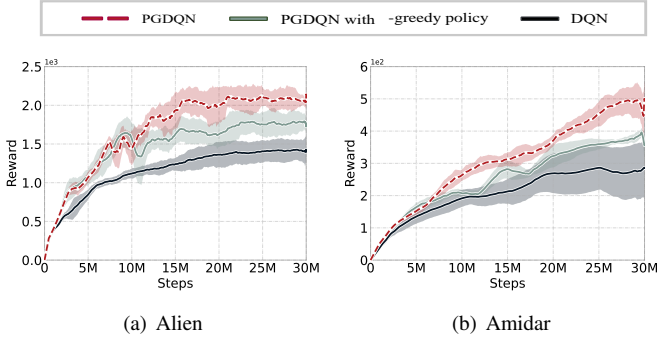 PGDQN PGDQN with -greedy policy DQN
1e3
2.5
2.0
1.5
1.0
0.5
0.0
Reward
0 5M 10M 15M 20M 25M 30M
Steps
(a) Alien
1e2
6
5
4
3
2
1
0
Reward
0 5M 10M 15M 20M 25M 30M
Steps
(b) Amidar